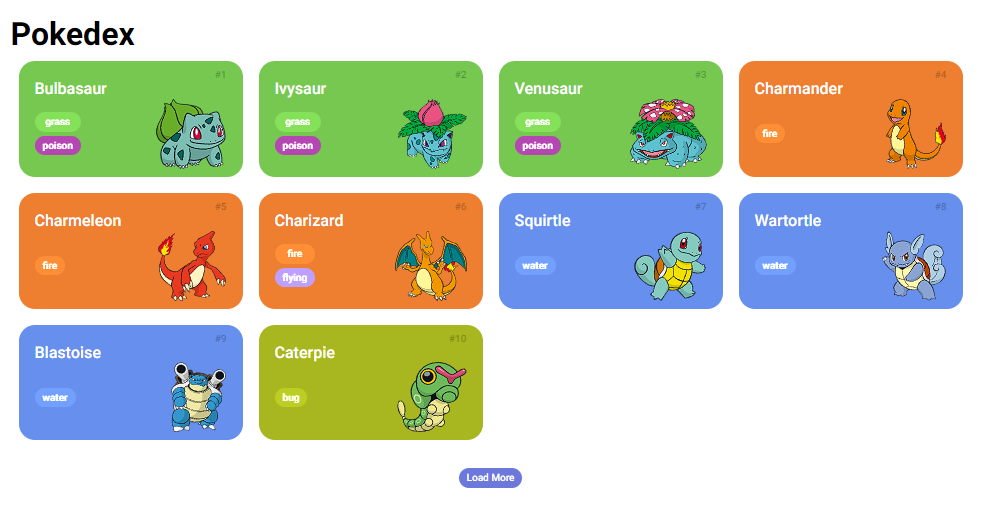 Pokedex
#1
Bulbasaur
grass
poison
#2
Ivysaur
grass
poison
#3
Venusaur
grass
poison
#4
Charmander
fire
#5
Charmeleon
fire
#6
Charizard
fire
flying
#7
Squirtle
water
#8
Wartortle
water
#9
Blastoise
water
#10
Caterpie
bug
Load More